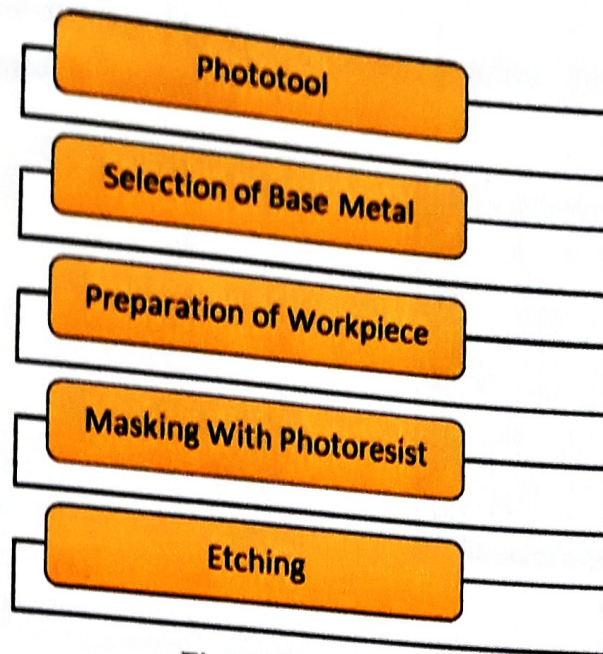 Phototool
Selection of Base Metal
Preparation of Workpiece
Masking With Photoresist
Etching